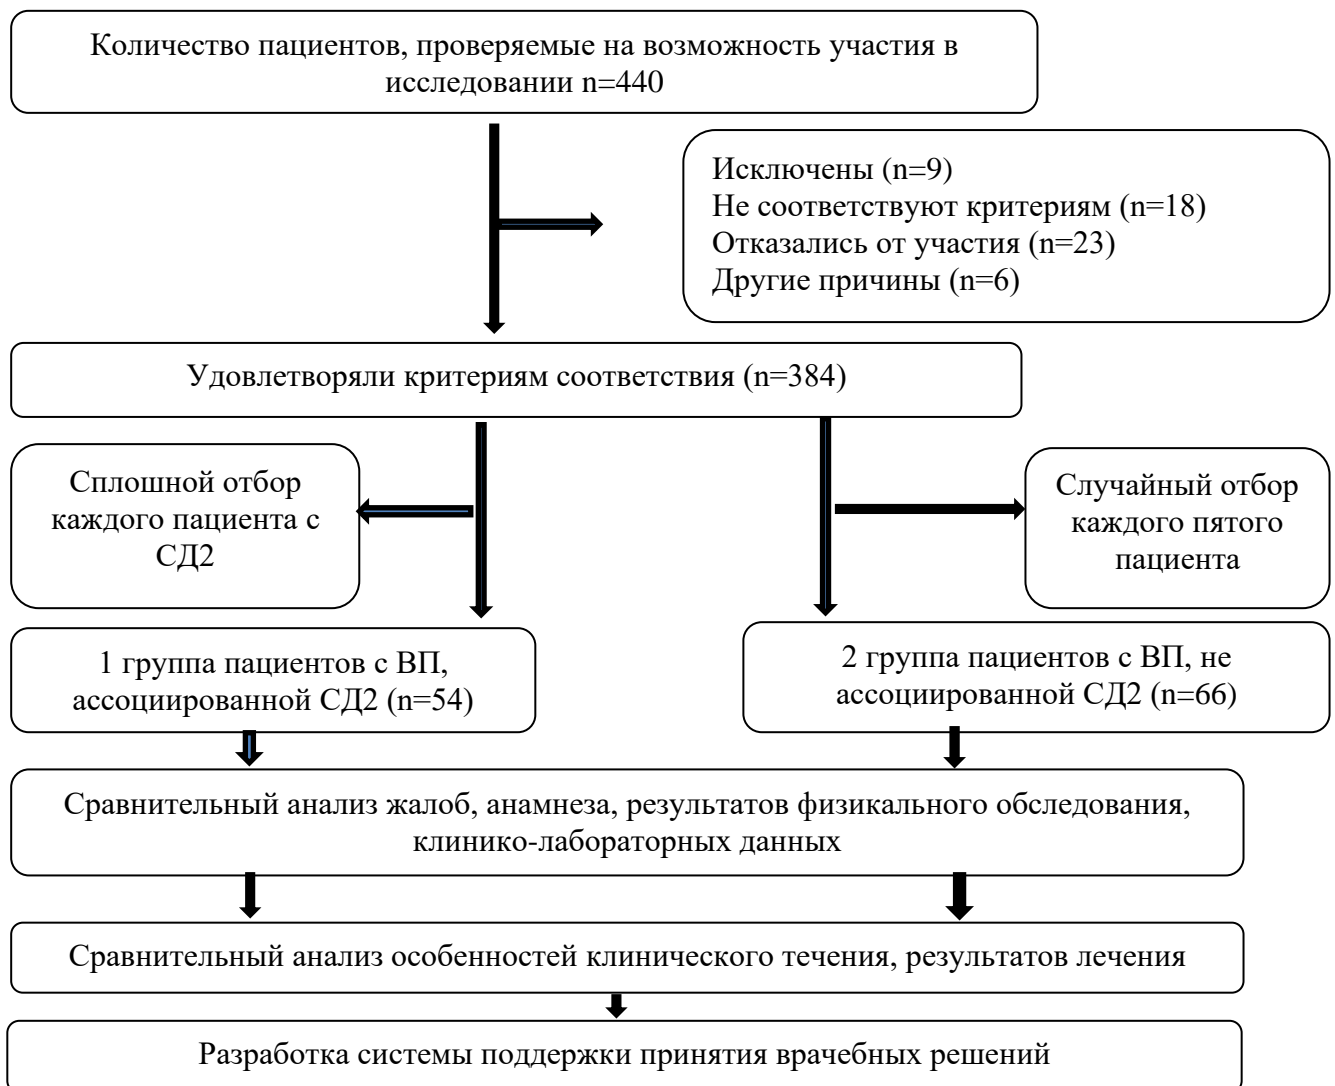 Количество пациентов, проверяемые на возможность участия в
исследовании n=440
Исключены (n=9)
Не соответствуют критериям (n=18)
Отказались от участия (n=23)
Другие причины (n=6)
Удовлетворяли критериям соответствия (n=384)
Сплошной отбор
каждого пациента с
СД2
Случайный отбор
каждого пятого
пациента
1 группа пациентов с ВП,
ассоциированной СД2 (n=54)
2 группа пациентов с ВП, не
ассоциированной СД2 (n=66)
Сравнительный анализ жалоб, анамнеза, результатов физикального обследования,
клинико-лабораторных данных
Сравнительный анализ особенностей клинического течения, результатов лечения
Разработка системы поддержки принятия врачебных решений